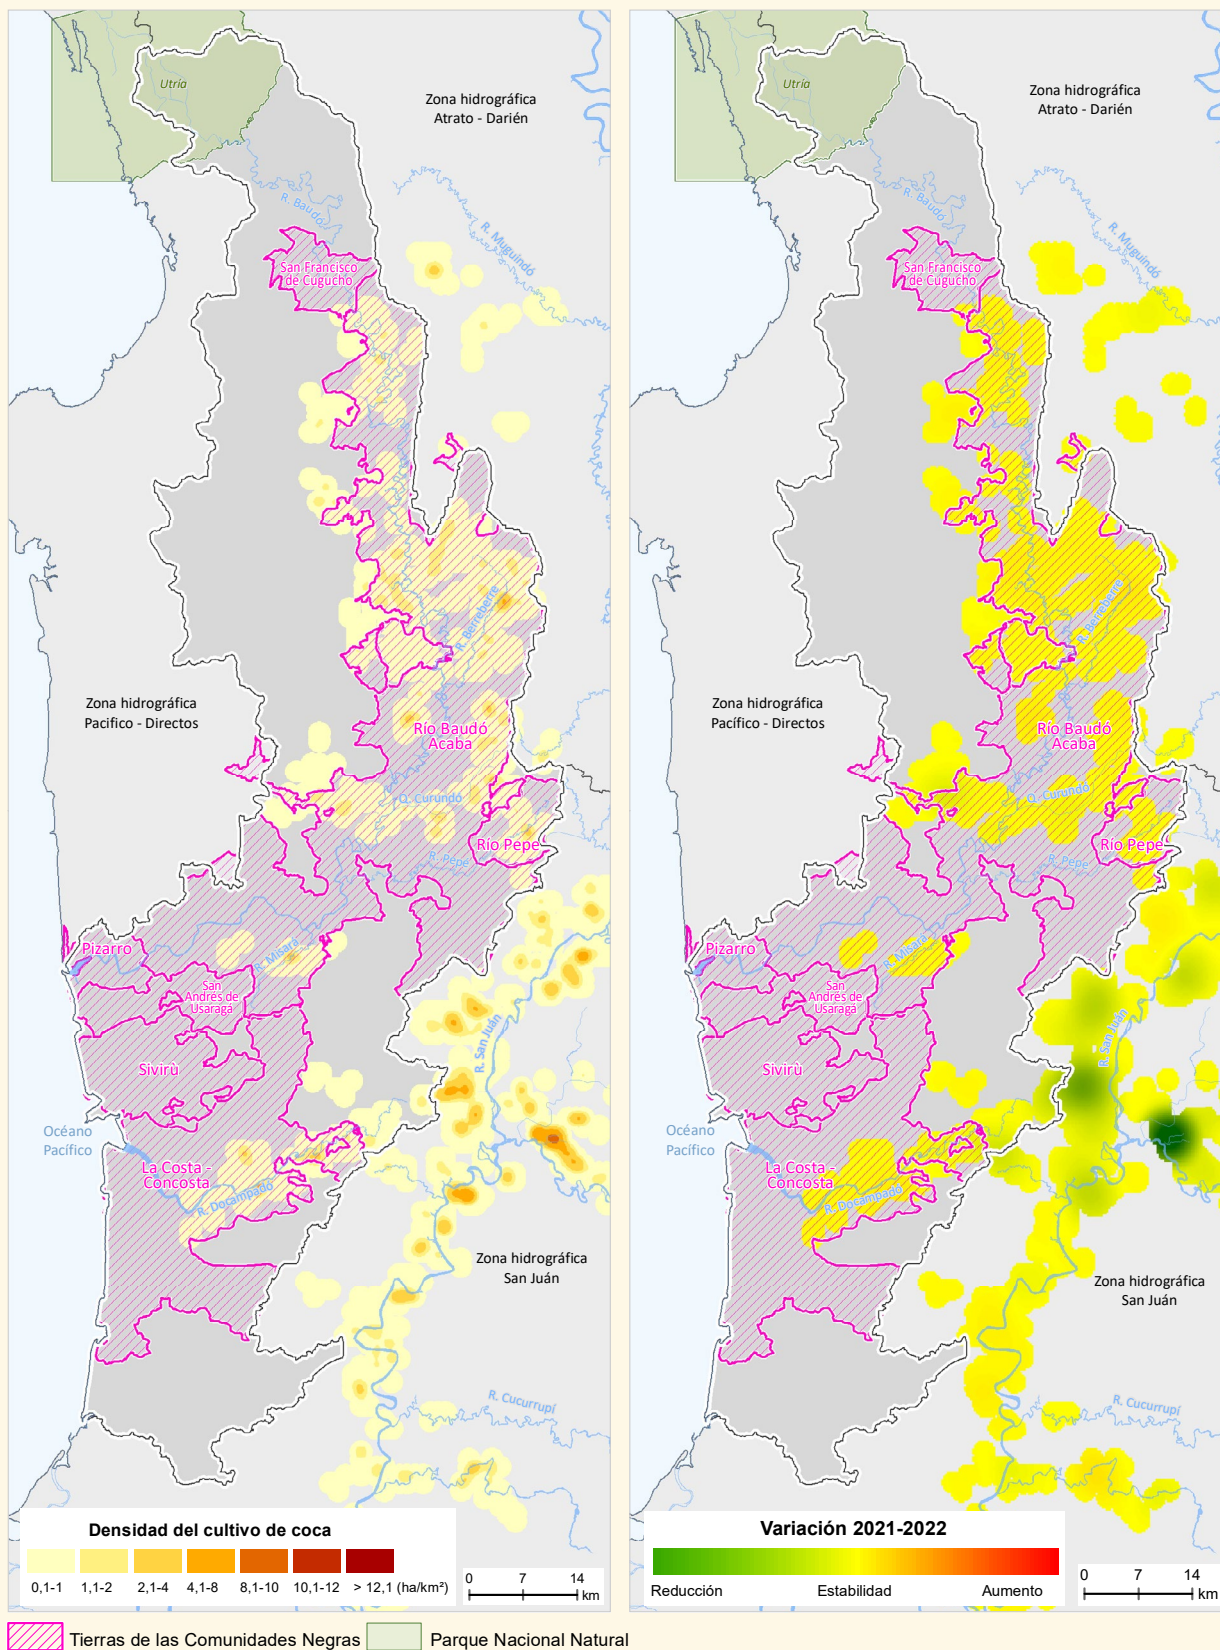 Utría
Zona hidrográfica
Atrato - Darién
R. Baudó
R. Muguindó
San Francisco
de Cugucho
R. Berreberre
Zona hidrográfica
Pacifico - Directos
Río Baudó
Acaba
Q. Curundó
Río Pepe
R. Pepe
Pizarro
R. Misara
San
Andrés de
Usaragá
R. San Juán
Sivirù
Océano
Pacífico
La Costa -
Concosta
R. Docampadó
Zona hidrográfica
San Juán
R. Cucurrupí
Densidad del cultivo de coca
0,1-1 1,1-2 2,1-4 4,1-8 8,1-10 10,1-12 > 12,1 (ha/km²)
0 7 14
km
Utría
Zona hidrográfica
Atrato - Darién
R. Baudó
R. Muguindó
San Francisco
de Cugucho
R. Berreberre
Zona hidrográfica
Pacífico - Directos
Río Baudó
Acaba
Q. Curundó
Río Pepe
R. Pepe
Pizarro
R. Misara
San
Andrés de
Usaragá
R. San Juán
Sivirù
Océano
Pacífico
La Costa -
Concosta
R. Docampadó
Zona hidrográfica
San Juán
R. Cucurrupí
Variación 2021-2022
Reducción Estabilidad Aumento
0 7 14
km
Tierras de las Comunidades Negras Parque Nacional Natural